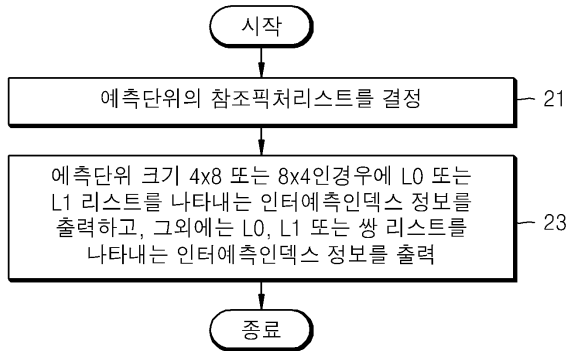 시작
예측단위의 참조픽처리스트를 결정
21
예측단위 크기 4x8 또는 8x4인경우에 L0 또는
L1 리스트를 나타내는 인터예측인덱스 정보를
출력하고, 그외에는 L0, L1 또는 쌍 리스트를
나타내는 인터예측인덱스 정보를 출력
23
종료